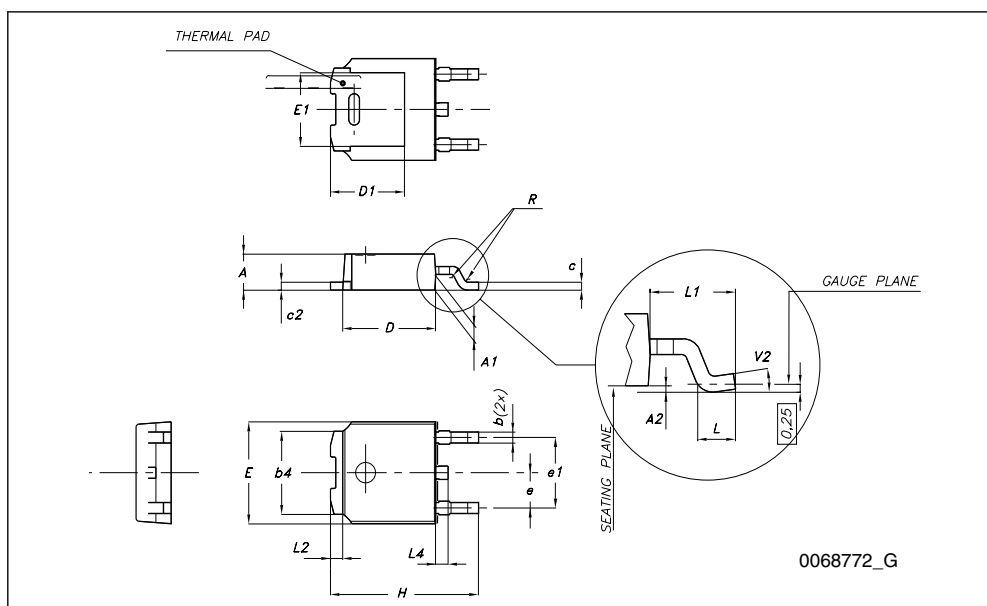 THERMAL PAD
E1
D1
R
A
c
c2
D
A1
L1
GAUGE PLANE
V2
A2
L
0,25
SEATING PLANE
b(2x)
E
b4
e
e1
L2
L4
H
0068772_G